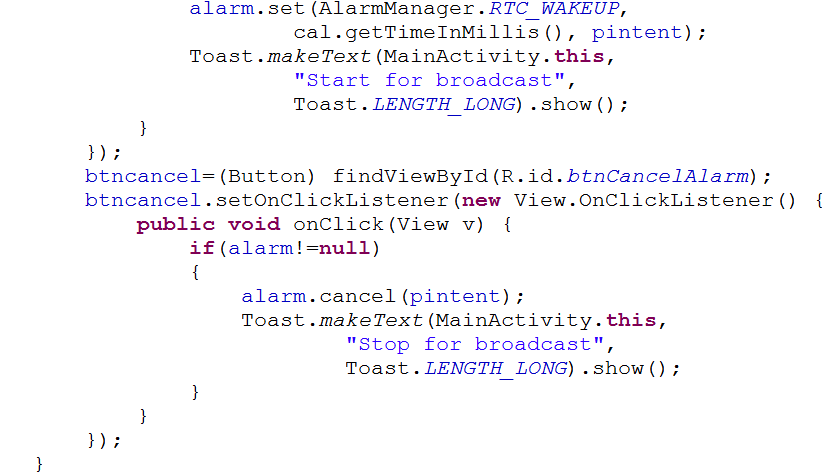 alarm.set(AlarmManager.RTC_WAKEUP,
cal.getTimeInMillis(), pintent);
Toast.makeText(MainActivity.this,
"Start for broadcast",
Toast.LENGTH_LONG).show();
}
});
btncancel=(Button) findViewById(R.id.btnCancelAlarm);
btncancel.setOnClickListener(new View.OnClickListener() {
public void onClick(View v) {
if(alarm!=null)
{
alarm.cancel(pintent);
Toast.makeText(MainActivity.this,
"Stop for broadcast",
Toast.LENGTH_LONG).show();
}
}
});
}